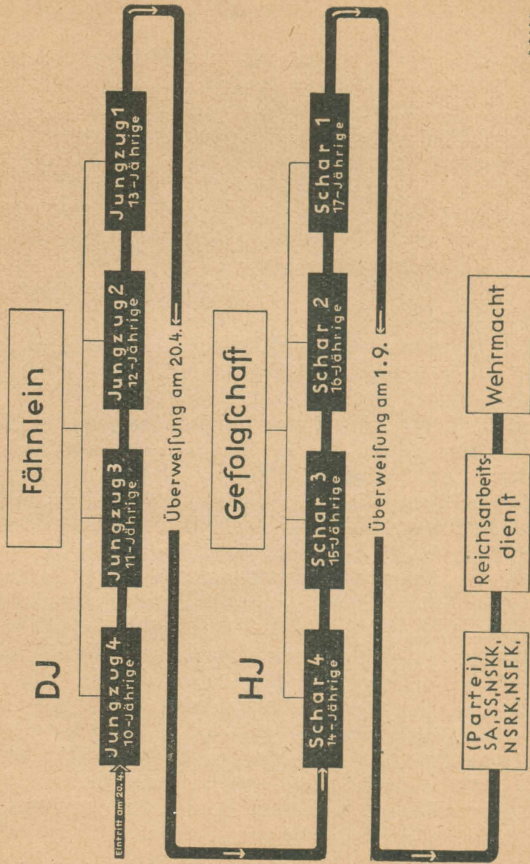 DJ
Fähnlein
Eintritt am 20.4.
Jungzug 4
10-Jährige
Jungzug 3
11-Jährige
Jungzug 2
12-Jährige
Jungzug 1
13-Jährige
Überweiſung am 20.4.
HJ
Gefolgſchaft
Schar 4
14-Jährige
Schar 3
15-Jährige
Schar 2
16-Jährige
Schar 1
17-Jährige
Überweiſung am 1.9.
(Partei)
SA, SS, NSKK,
NSRK, NSFK,
Reichsarbeits-
dienſt
Wehrmacht